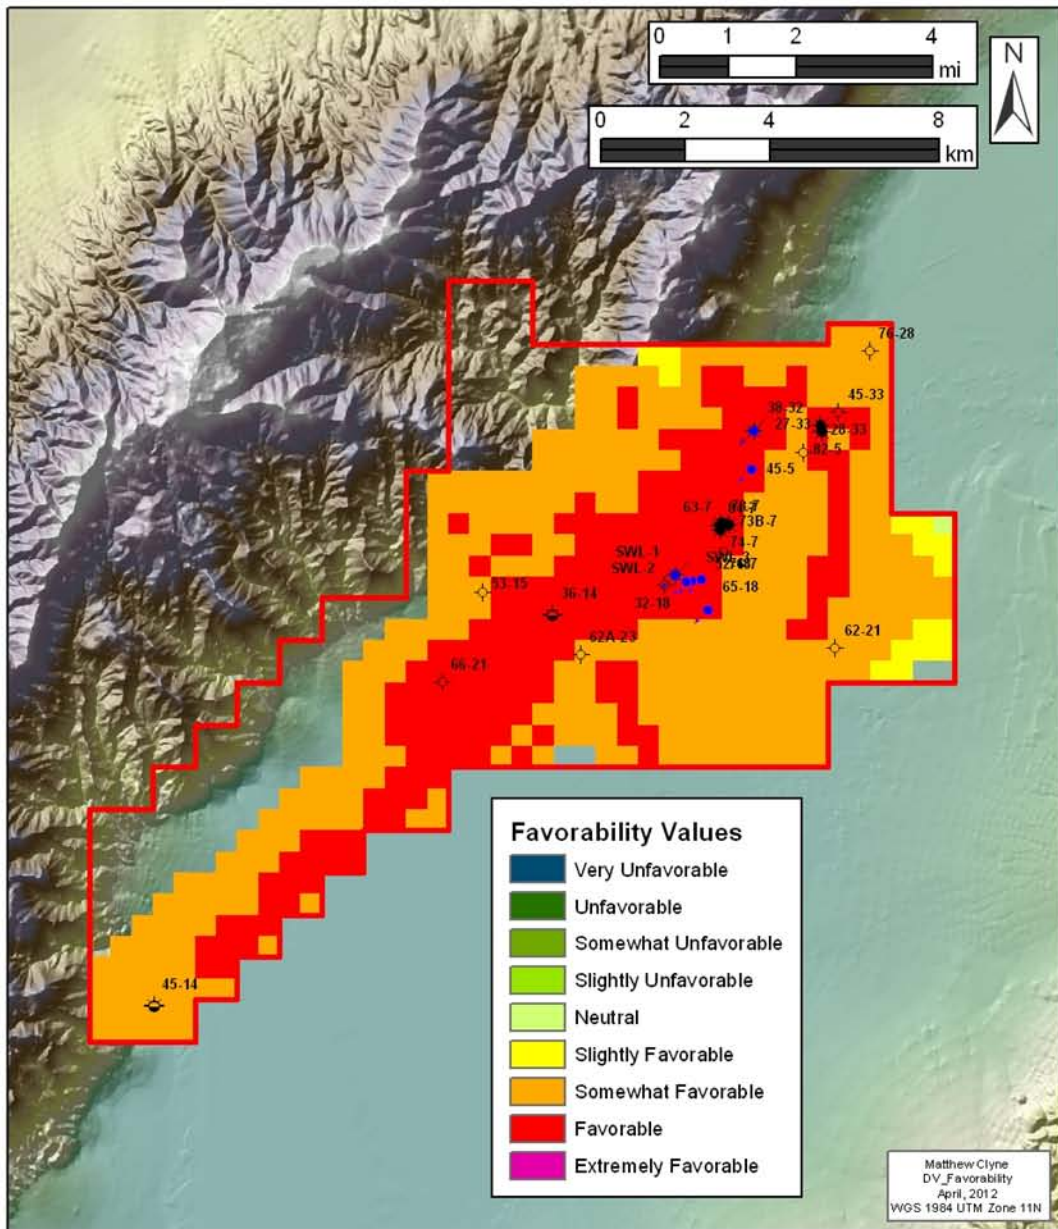 0 1 2 4
mi
N
0 2 4 8
km
76-28
45-33
38-32
27-33
28-33
82-5
45-5
63-7
73B-7
74-7
SWL-1
SWL-3
SWL-2
65-18
53-15
36-14
32-18
62A-23
62-21
66-21
45-14
Favorability Values
Very Unfavorable
Unfavorable
Somewhat Unfavorable
Slightly Unfavorable
Neutral
Slightly Favorable
Somewhat Favorable
Favorable
Extremely Favorable
Matthew Clyne
DV_Favorability
April, 2012
WGS 1984 UTM Zone 11N